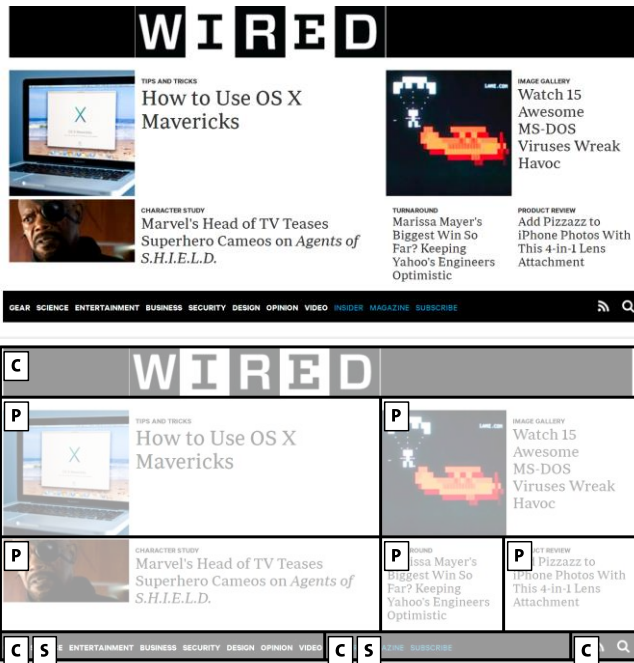 WIRED
TIPS AND TRICKS
How to Use OS X
Mavericks
IMAGE GALLERY
Watch 15
Awesome
MS-DOS
Viruses Wreak
Havoc
X
CHARACTER STUDY
Marvel's Head of TV Teases
Superhero Cameos on Agents of
S.H.I.E.L.D.
TURNAROUND
Marissa Mayer's
Biggest Win So
Far? Keeping
Yahoo's Engineers
Optimistic
PRODUCT REVIEW
Add Pizzazz to
iPhone Photos With
This 4-in-1 Lens
Attachment
GEAR SCIENCE ENTERTAINMENT BUSINESS SECURITY DESIGN OPINION VIDEO INSIDER MAGAZINE SUBSCRIBE
C
WIRED
P
TIPS AND TRICKS
How to Use OS X
Mavericks
X
P
IMAGE GALLERY
Watch 15
Awesome
MS-DOS
Viruses Wreak
Havoc
P
CHARACTER STUDY
Marvel's Head of TV Teases
Superhero Cameos on Agents of
S.H.I.E.L.D.
P
ROUND
issa Mayer's
Biggest Win So
Far? Keeping
Yahoo's Engineers
Optimistic
P
CT REVIEW
Pizzazz to
iPhone Photos With
This 4-in-1 Lens
Attachment
C S E ENTERTAINMENT BUSINESS SECURITY DESIGN OPINION VIDEO C S AZINE SUBSCRIBE C